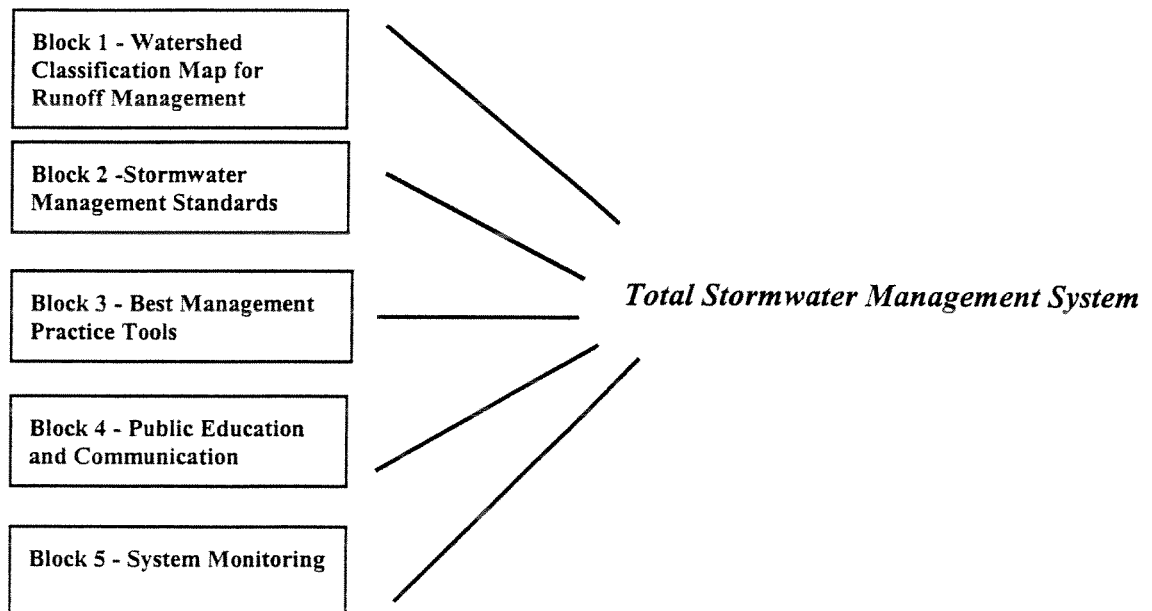 Block 1 - Watershed
Classification Map for
Runoff Management
Block 2 -Stormwater
Management Standards
Block 3 - Best Management
Practice Tools
Total Stormwater Management System
Block 4 - Public Education
and Communication
Block 5 - System Monitoring